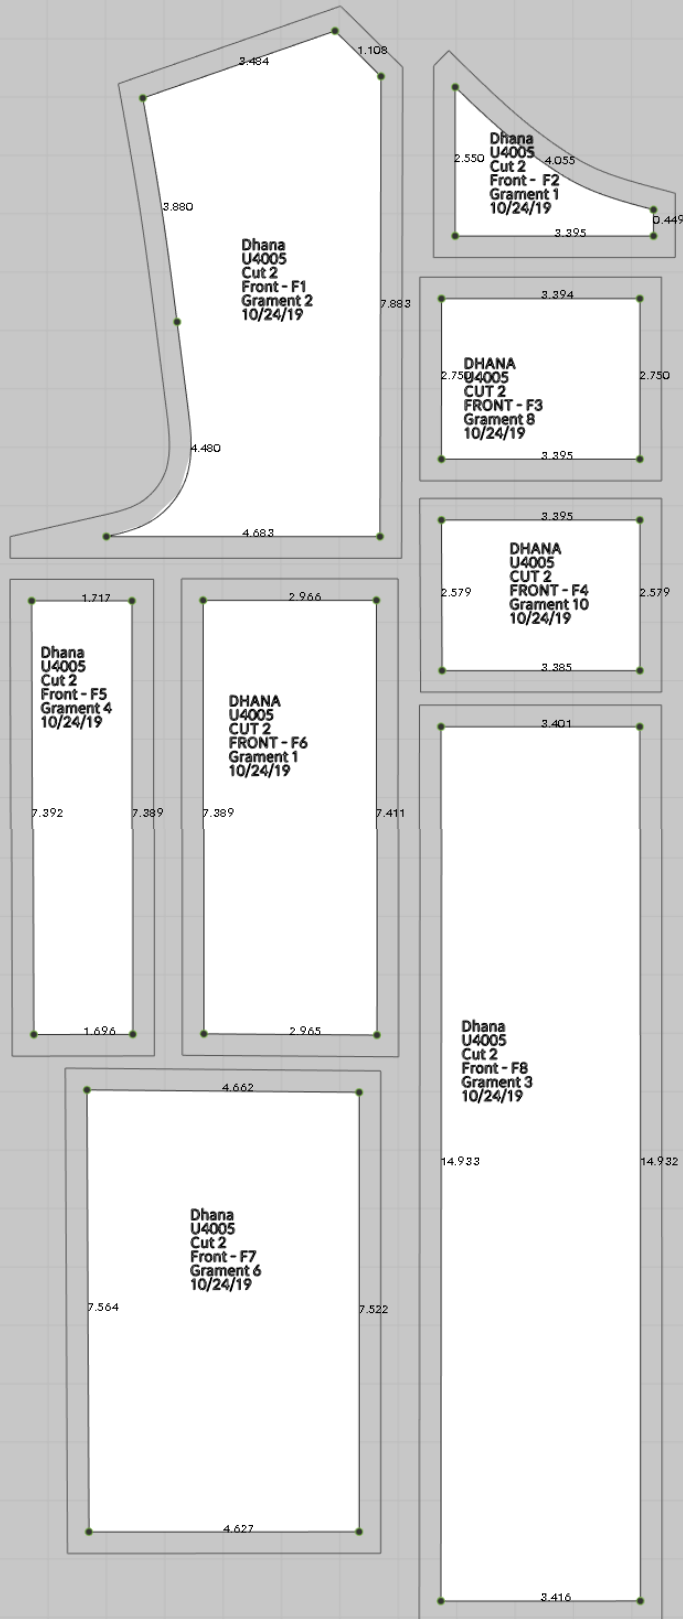 3.484
1.108
3.880
Dhana
U4005
Cut 2
Front - F1
Grament 2
10/24/19
7.883
4.480
4.683
2.550
Dhana
U4005
Cut 2
Front - F2
Grament 1
10/24/19
4.055
0.449
3.395
3.394
2.750
DHANA
U4005
CUT 2
FRONT - F3
Grament 8
10/24/19
2.750
3.395
3.395
DHANA
U4005
CUT 2
FRONT - F4
Grament 10
10/24/19
2.579
2.579
3.385
1.717
Dhana
U4005
Cut 2
Front - F5
Grament 4
10/24/19
7.392
7.389
1.696
2.966
DHANA
U4005
CUT 2
FRONT - F6
Grament 1
10/24/19
7.389
7.411
2.965
3.401
Dhana
U4005
Cut 2
Front - F8
Grament 3
10/24/19
14.933
14.932
3.416
4.662
Dhana
U4005
Cut 2
Front - F7
Grament 6
10/24/19
7.564
7.522
4.627